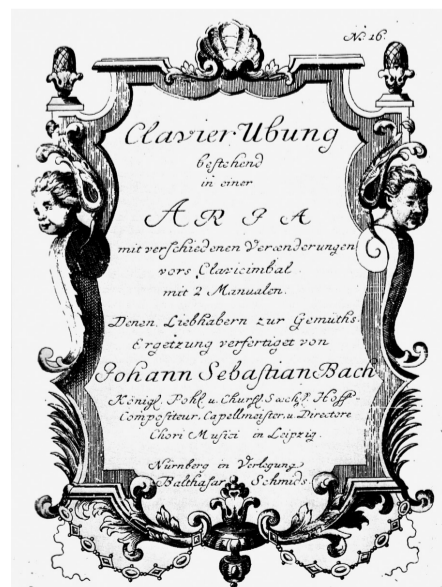 No 16.
Clavier Ubung
bestehend
in einer
ARIA
mit verschiedenen Veraenderungen
vors Clavicimbal
mit 2 Manualen.
Denen Liebhabern zur Gemüths-
Ergetzung verfertiget von
Johann Sebastian Bach
Königl. Pohl. u. Churfl. Saechs. Hoff-
Compositeur, Capellmeister, u. Directore
Chori Musici in Leipzig.
Nürnberg in Verlegung
Balthasar Schmids